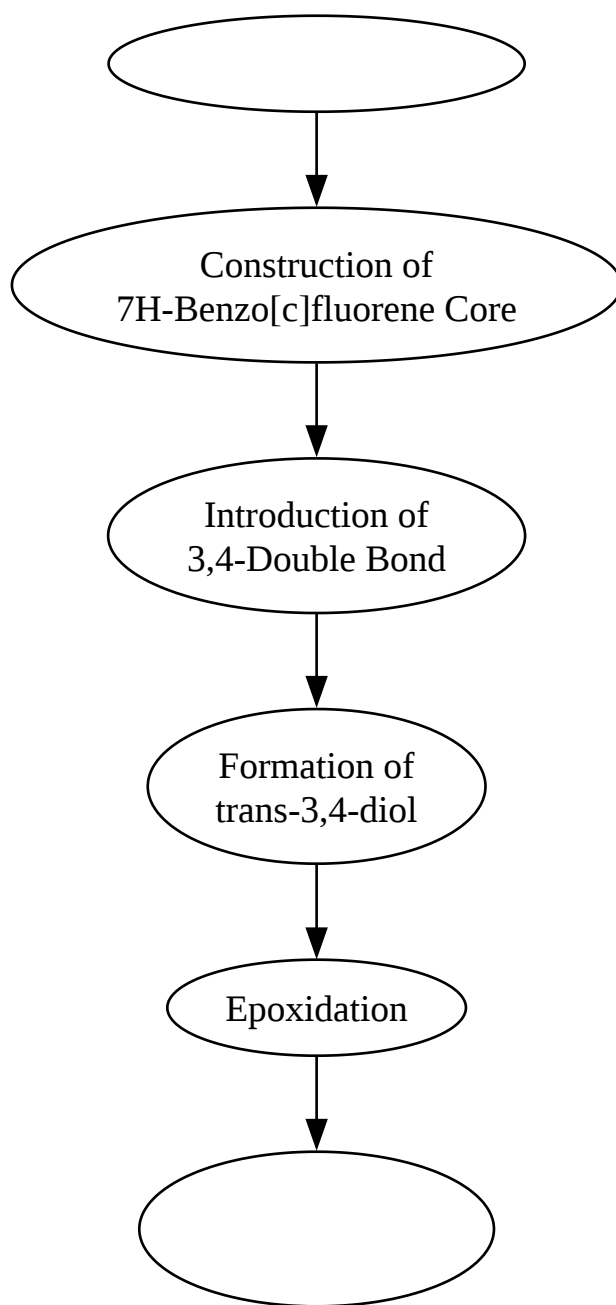 Construction of
7H-Benzo[c]fluorene Core
Introduction of
3,4-Double Bond
Formation of
trans-3,4-diol
Epoxidation